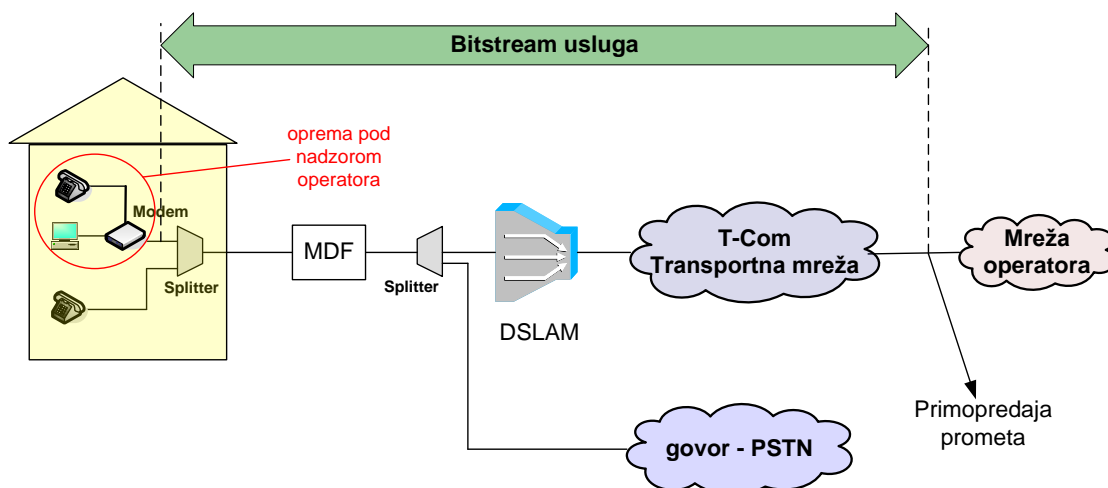 Bitstream usluga
oprema pod
nadzorom
operatora
Modem
Splitter
MDF
Splitter
DSLAM
T-Com
Transportna mreža
Mreža
operatora
Primopredaja
prometa
govor - PSTN